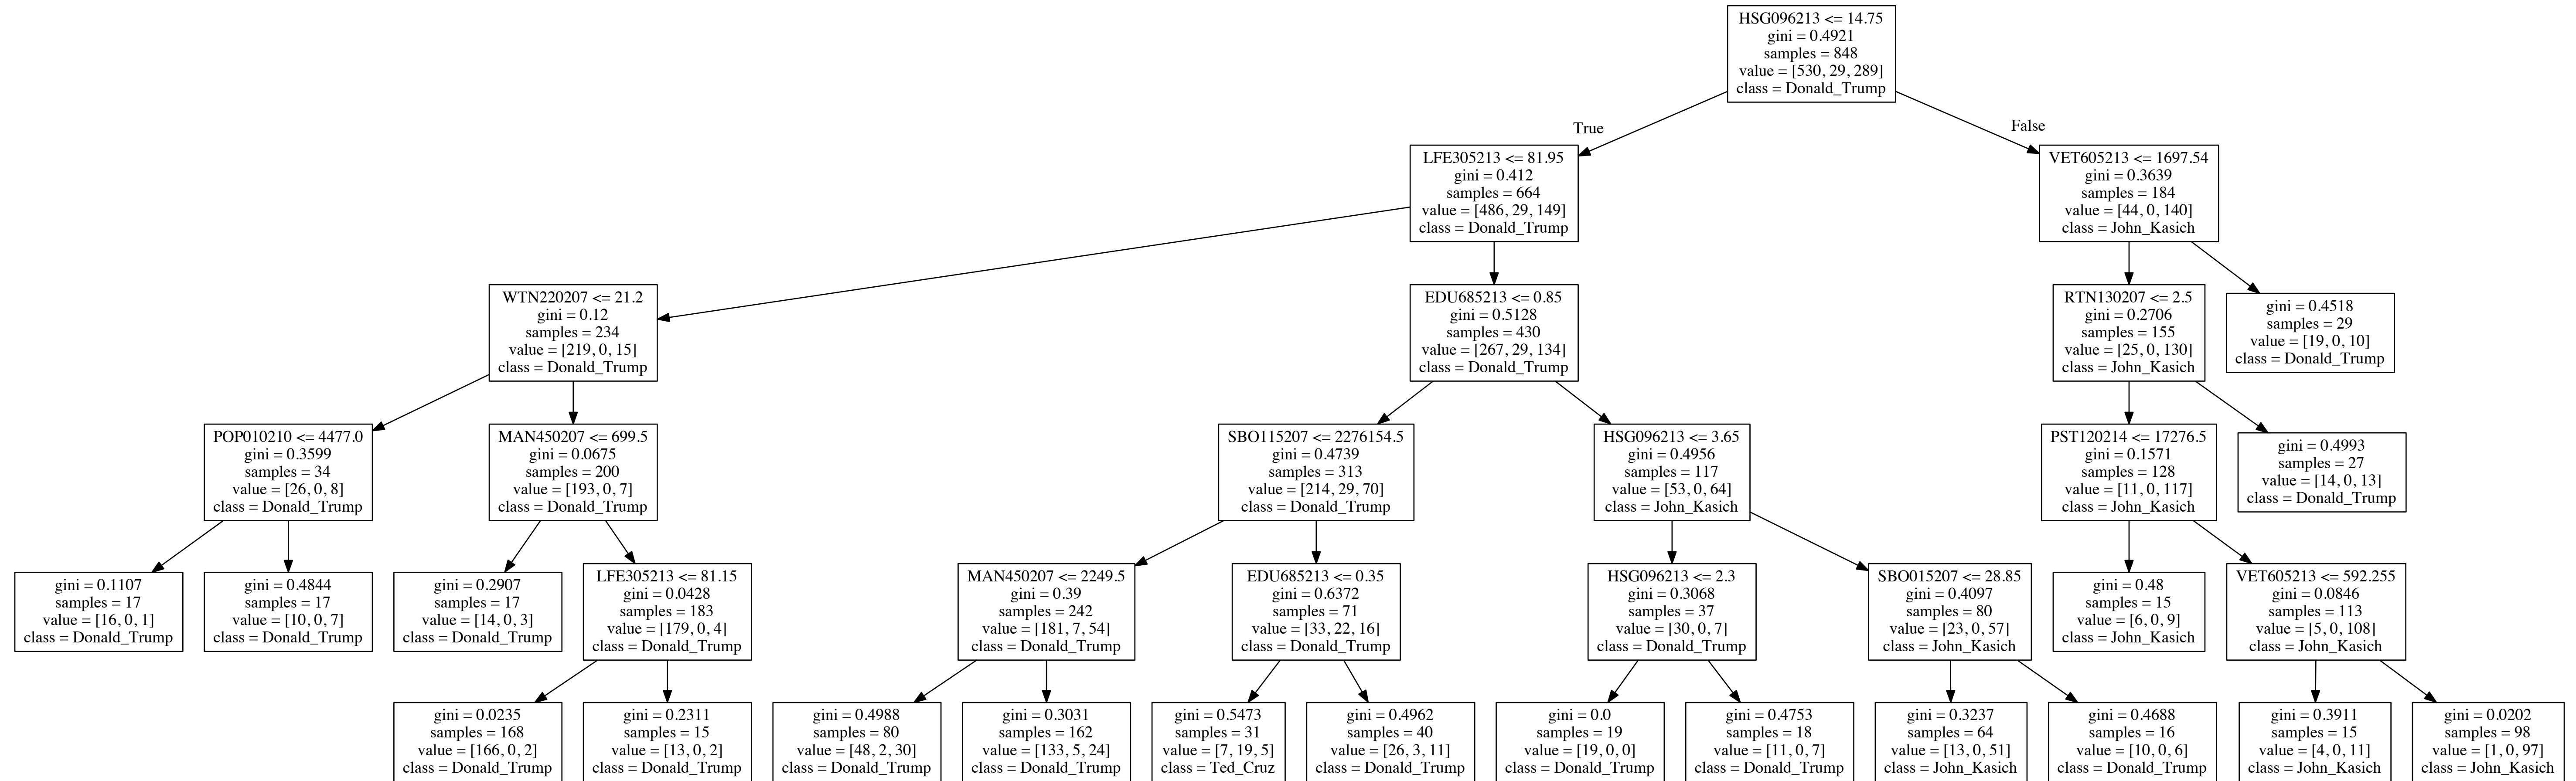 HSG096213 <= 14.75
gini = 0.4921
samples = 848
value = [530, 29, 289]
class = Donald_Trump
True
False
LFE305213 <= 81.95
gini = 0.412
samples = 664
value = [486, 29, 149]
class = Donald_Trump
VET605213 <= 1697.54
gini = 0.3639
samples = 184
value = [44, 0, 140]
class = John_Kasich
WTN220207 <= 21.2
gini = 0.12
samples = 234
value = [219, 0, 15]
class = Donald_Trump
EDU685213 <= 0.85
gini = 0.5128
samples = 430
value = [267, 29, 134]
class = Donald_Trump
RTN130207 <= 2.5
gini = 0.2706
samples = 155
value = [25, 0, 130]
class = John_Kasich
gini = 0.4518
samples = 29
value = [19, 0, 10]
class = Donald_Trump
POP010210 <= 4477.0
gini = 0.3599
samples = 34
value = [26, 0, 8]
class = Donald_Trump
MAN450207 <= 699.5
gini = 0.0675
samples = 200
value = [193, 0, 7]
class = Donald_Trump
SBO115207 <= 2276154.5
gini = 0.4739
samples = 313
value = [214, 29, 70]
class = Donald_Trump
HSG096213 <= 3.65
gini = 0.4956
samples = 117
value = [53, 0, 64]
class = John_Kasich
PST120214 <= 17276.5
gini = 0.1571
samples = 128
value = [11, 0, 117]
class = John_Kasich
gini = 0.4993
samples = 27
value = [14, 0, 13]
class = Donald_Trump
gini = 0.1107
samples = 17
value = [16, 0, 1]
class = Donald_Trump
gini = 0.4844
samples = 17
value = [10, 0, 7]
class = Donald_Trump
gini = 0.2907
samples = 17
value = [14, 0, 3]
class = Donald_Trump
LFE305213 <= 81.15
gini = 0.0428
samples = 183
value = [179, 0, 4]
class = Donald_Trump
MAN450207 <= 2249.5
gini = 0.39
samples = 242
value = [181, 7, 54]
class = Donald_Trump
EDU685213 <= 0.35
gini = 0.6372
samples = 71
value = [33, 22, 16]
class = Donald_Trump
HSG096213 <= 2.3
gini = 0.3068
samples = 37
value = [30, 0, 7]
class = Donald_Trump
SBO015207 <= 28.85
gini = 0.4097
samples = 80
value = [23, 0, 57]
class = John_Kasich
gini = 0.48
samples = 15
value = [6, 0, 9]
class = John_Kasich
VET605213 <= 592.255
gini = 0.0846
samples = 113
value = [5, 0, 108]
class = John_Kasich
gini = 0.0235
samples = 168
value = [166, 0, 2]
class = Donald_Trump
gini = 0.2311
samples = 15
value = [13, 0, 2]
class = Donald_Trump
gini = 0.4988
samples = 80
value = [48, 2, 30]
class = Donald_Trump
gini = 0.3031
samples = 162
value = [133, 5, 24]
class = Donald_Trump
gini = 0.5473
samples = 31
value = [7, 19, 5]
class = Ted_Cruz
gini = 0.4962
samples = 40
value = [26, 3, 11]
class = Donald_Trump
gini = 0.0
samples = 19
value = [19, 0, 0]
class = Donald_Trump
gini = 0.4753
samples = 18
value = [11, 0, 7]
class = Donald_Trump
gini = 0.3237
samples = 64
value = [13, 0, 51]
class = John_Kasich
gini = 0.4688
samples = 16
value = [10, 0, 6]
class = Donald_Trump
gini = 0.3911
samples = 15
value = [4, 0, 11]
class = John_Kasich
gini = 0.0202
samples = 98
value = [1, 0, 97]
class = John_Kasich